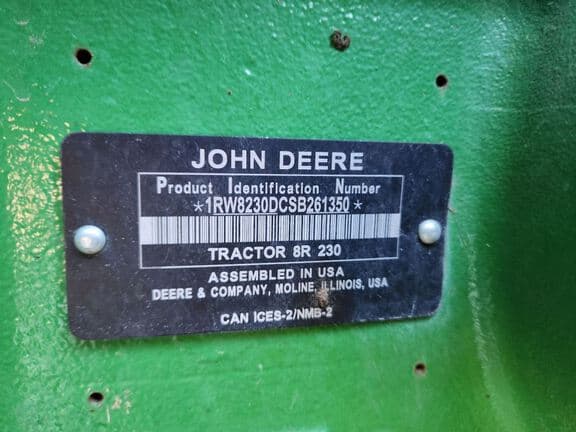 JOHN DEERE
Product Identification Number
*1RW8230DCSB261350*
TRACTOR 8R 230
ASSEMBLED IN USA
DEERE & COMPANY, MOLINE, ILLINOIS, USA
CAN ICES-2/NMB-2